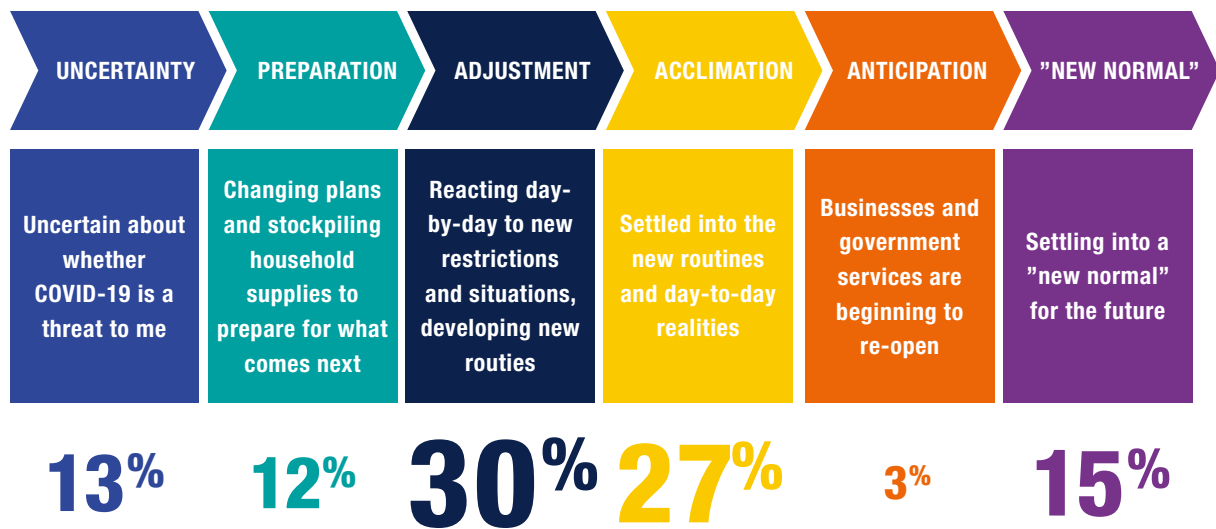 UNCERTAINTY
PREPARATION
ADJUSTMENT
ACCLIMATION
ANTICIPATION
”NEW NORMAL”
Uncertain about
whether
COVID-19 is a
threat to me
Changing plans
and stockpiling
household
supplies to
prepare for what
comes next
Reacting day-
by-day to new
restrictions
and situations,
developing new
routies
Settled into the
new routines
and day-to-day
realities
Businesses and
government
services are
beginning to
re-open
Settling into a
”new normal”
for the future
13%
12%
30%
27%
3%
15%